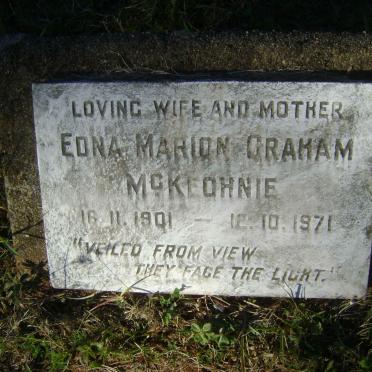 LOVING WIFE AND MOTHER
EDNA MARION GRAHAM
MCKECHNIE
16.11.1901 — 12.10.1971
"VEILED FROM VIEW
THEY FACE THE LIGHT."